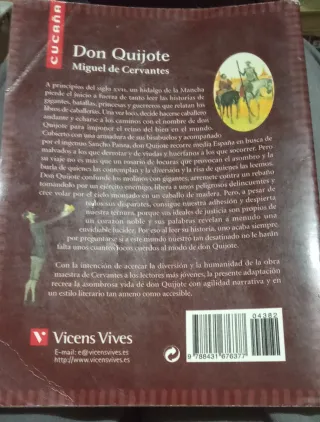 CUCAÑA
Don Quijote
Miguel de Cervantes
A principios del siglo XVII, un hidalgo de la Mancha
pierde el juicio a fuerza de tanto leer las historias de
gigantes, batallas, princesas y guerreros que relatan los
libros de caballerías. Una vez loco, decide hacerse caballero
andante y echarse a los caminos con el nombre de don
Quijote para imponer el reino del bien en el mundo.
Cubierto con una armadura de sus bisabuelos y acompañado
por el ingenuo Sancho Panza, don Quijote recorre media España en busca de
malvados a los que derrotar y de viudas y huérfanos a los que socorrer. Pero
su viaje no es más que un rosario de locuras que provocan el asombro y la
burla de quienes las contemplan y la diversión y la risa de quienes las leemos.
Don Quijote confunde los molinos con gigantes, arremete contra un rebaño
tomándolo por un ejército enemigo, libera a unos peligrosos delincuentes y
cree volar por el cielo montado en un caballo de madera. Pero, a pesar de
todos sus disparates, consigue nuestra adhesión y despierta
nuestra ternura, porque sus ideales de justicia son propios de
un corazón noble y sus palabras revelan a menudo una
envidiable lucidez. Por eso al leer su historia, uno acaba siempre
por preguntarse si a este mundo nuestro tan desatinado no le harán
falta unos cuantos locos cuerdos al modo de don Quijote.
Con la intención de acercar la diversión y la humanidad de la obra
maestra de Cervantes a los lectores más jóvenes, la presente adaptación
recrea la asombrosa vida de don Quijote con agilidad narrativa y en
un estilo literario tan ameno como accesible.
04382
Vicens Vives
E-mail: e@vicensvives.es
http://www.vicensvives.es
9 788431 676377